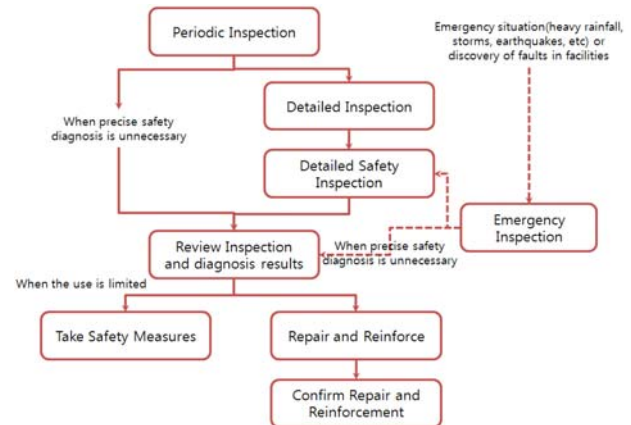 Periodic Inspection
Emergency situation(heavy rainfall,
storms, earthquakes, etc) or
discovery of faults in facilities
Detailed Inspection
When precise safety
diagnosis is unnecessary
Detailed Safety
Inspection
Emergency
Inspection
Review Inspection
and diagnosis results
When precise safety
diagnosis is unnecessary
When the use is limited
Take Safety Measures
Repair and Reinforce
Confirm Repair and
Reinforcement